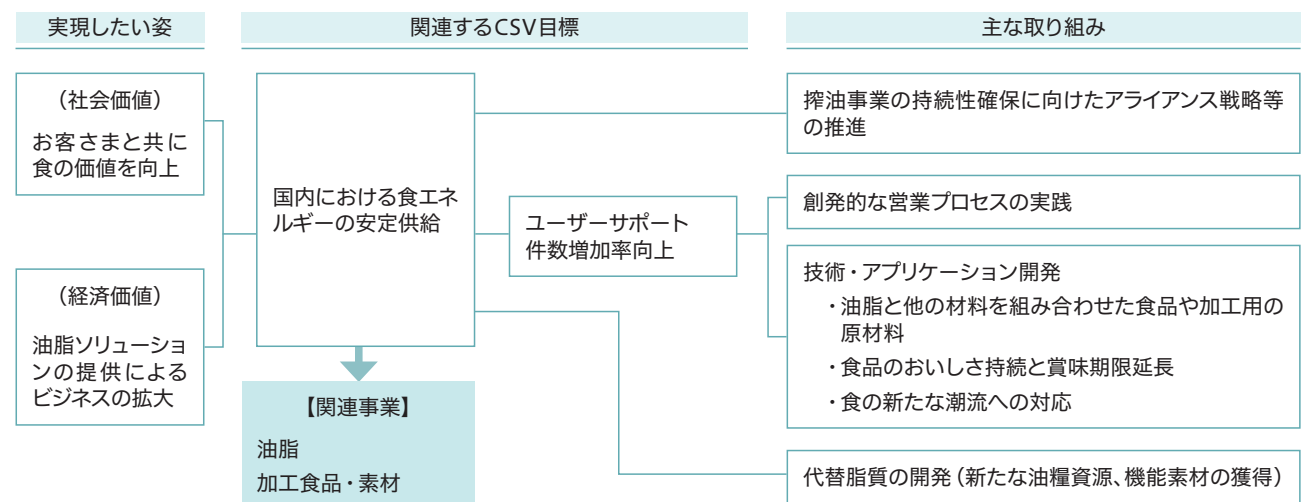 実現したい姿
関連するCSV目標
主な取り組み
（社会価値）
お客さまと共に
食の価値を向上
（経済価値）
油脂ソリューショ
ンの提供による
ビジネスの拡大
国内における食エネ
ルギーの安定供給
【関連事業】
油脂
加工食品・素材
ユーザーサポート
件数増加率向上
搾油事業の持続性確保に向けたアライアンス戦略等
の推進
創発的な営業プロセスの実践
技術・アプリケーション開発
・油脂と他の材料を組み合わせた食品や加工用の
原材料
・食品のおいしさ持続と賞味期限延長
・食の新たな潮流への対応
代替脂質の開発（新たな油糧資源、機能素材の獲得）